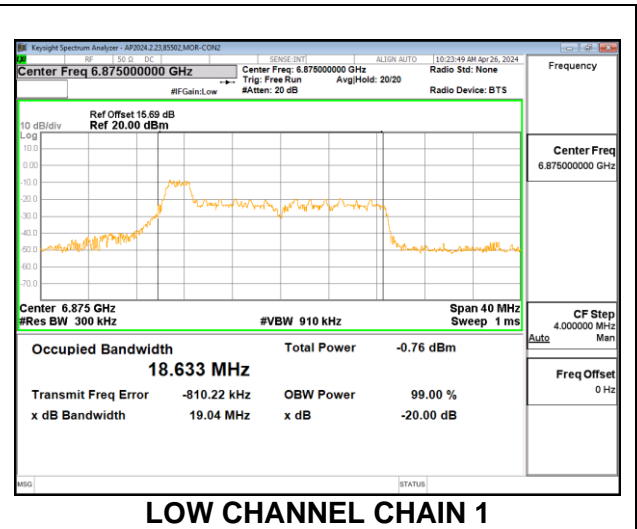 Keysight Spectrum Analyzer - AP2024.2.23,85502,MOR-CON2
RF 50 Ω DC SENSE:INT ALIGN AUTO 10:23:49 AM Apr 26, 2024
Center Freq 6.875000000 GHz Center Freq: 6.875000000 GHz Radio Std: None
Trig: Free Run Avg|Hold: 20/20
#IFGain:Low #Atten: 20 dB Radio Device: BTS
Frequency
Ref Offset 15.69 dB
10 dB/div Ref 20.00 dBm
Log
10.0
0.00
-10.0
-20.0
-30.0
-40.0
-50.0
-60.0
-70.0
Center Freq
6.875000000 GHz
Center 6.875 GHz Span 40 MHz
#Res BW 300 kHz #VBW 910 kHz Sweep 1 ms
CF Step
4.000000 MHz
Auto Man
Occupied Bandwidth Total Power -0.76 dBm
18.633 MHz
Transmit Freq Error -810.22 kHz OBW Power 99.00 %
x dB Bandwidth 19.04 MHz x dB -20.00 dB
Freq Offset
0 Hz
MSG STATUS
LOW CHANNEL CHAIN 1